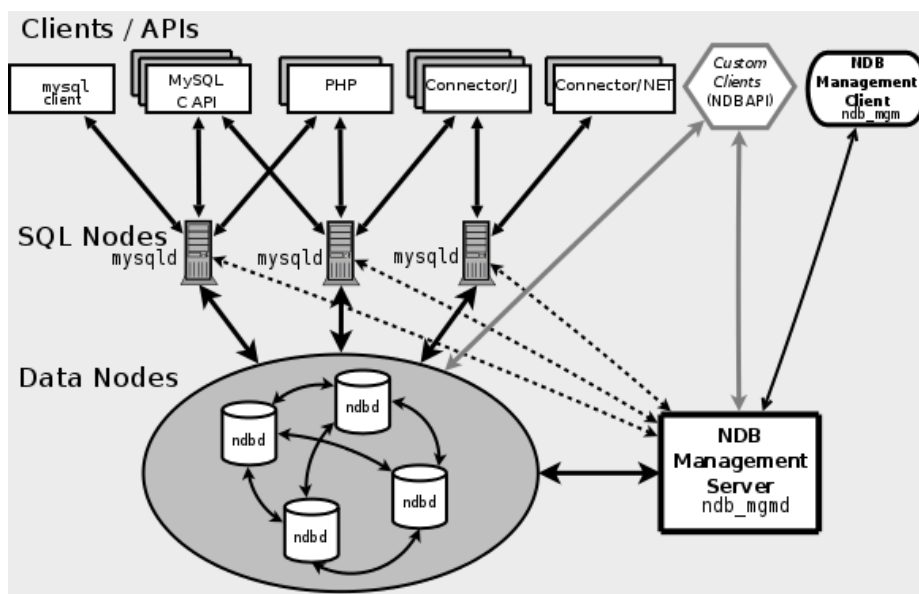 Clients / APIs
mysql
client
MySQL
C API
PHP
Connector/J
Connector/NET
Custom
Clients
(NDBAPI)
NDB
Management
Client
ndb_mgm
SQL Nodes
mysqld
mysqld
mysqld
Data Nodes
ndbd
ndbd
ndbd
ndbd
NDB
Management
Server
ndb_mgmd